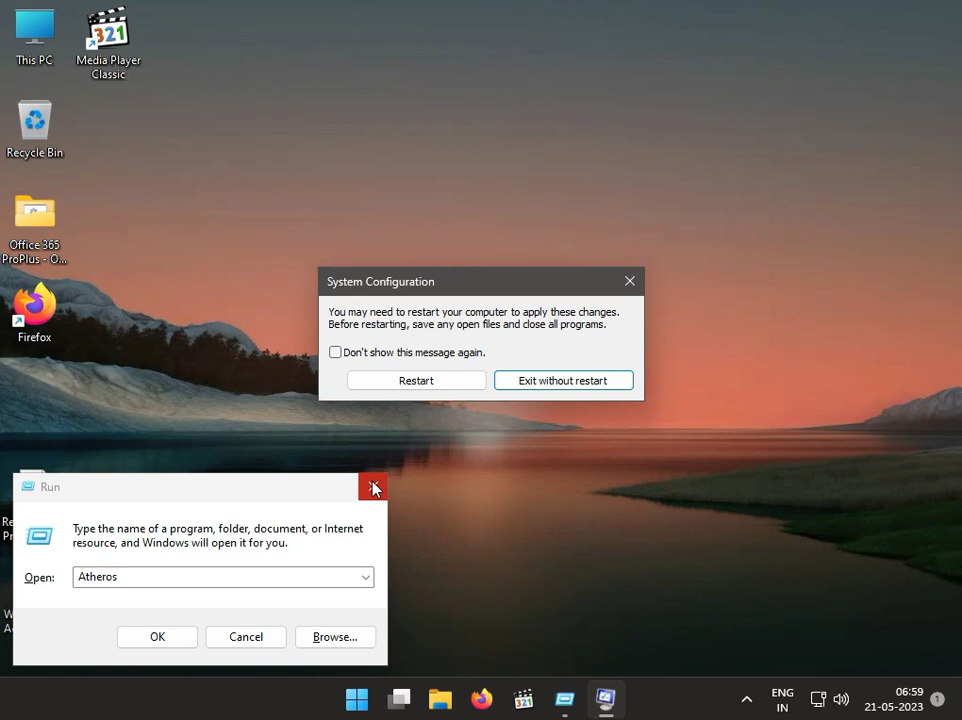 This PC
Media Player
Classic
321
Recycle Bin
Office 365
ProPlus - O...
Firefox
System Configuration
You may need to restart your computer to apply these changes.
Before restarting, save any open files and close all programs.
Don't show this message again.
Restart
Exit without restart
Run
Type the name of a program, folder, document, or Internet
resource, and Windows will open it for you.
Open:
Atheros
OK
Cancel
Browse...
321
ENG
IN
06:59
21-05-2023
1